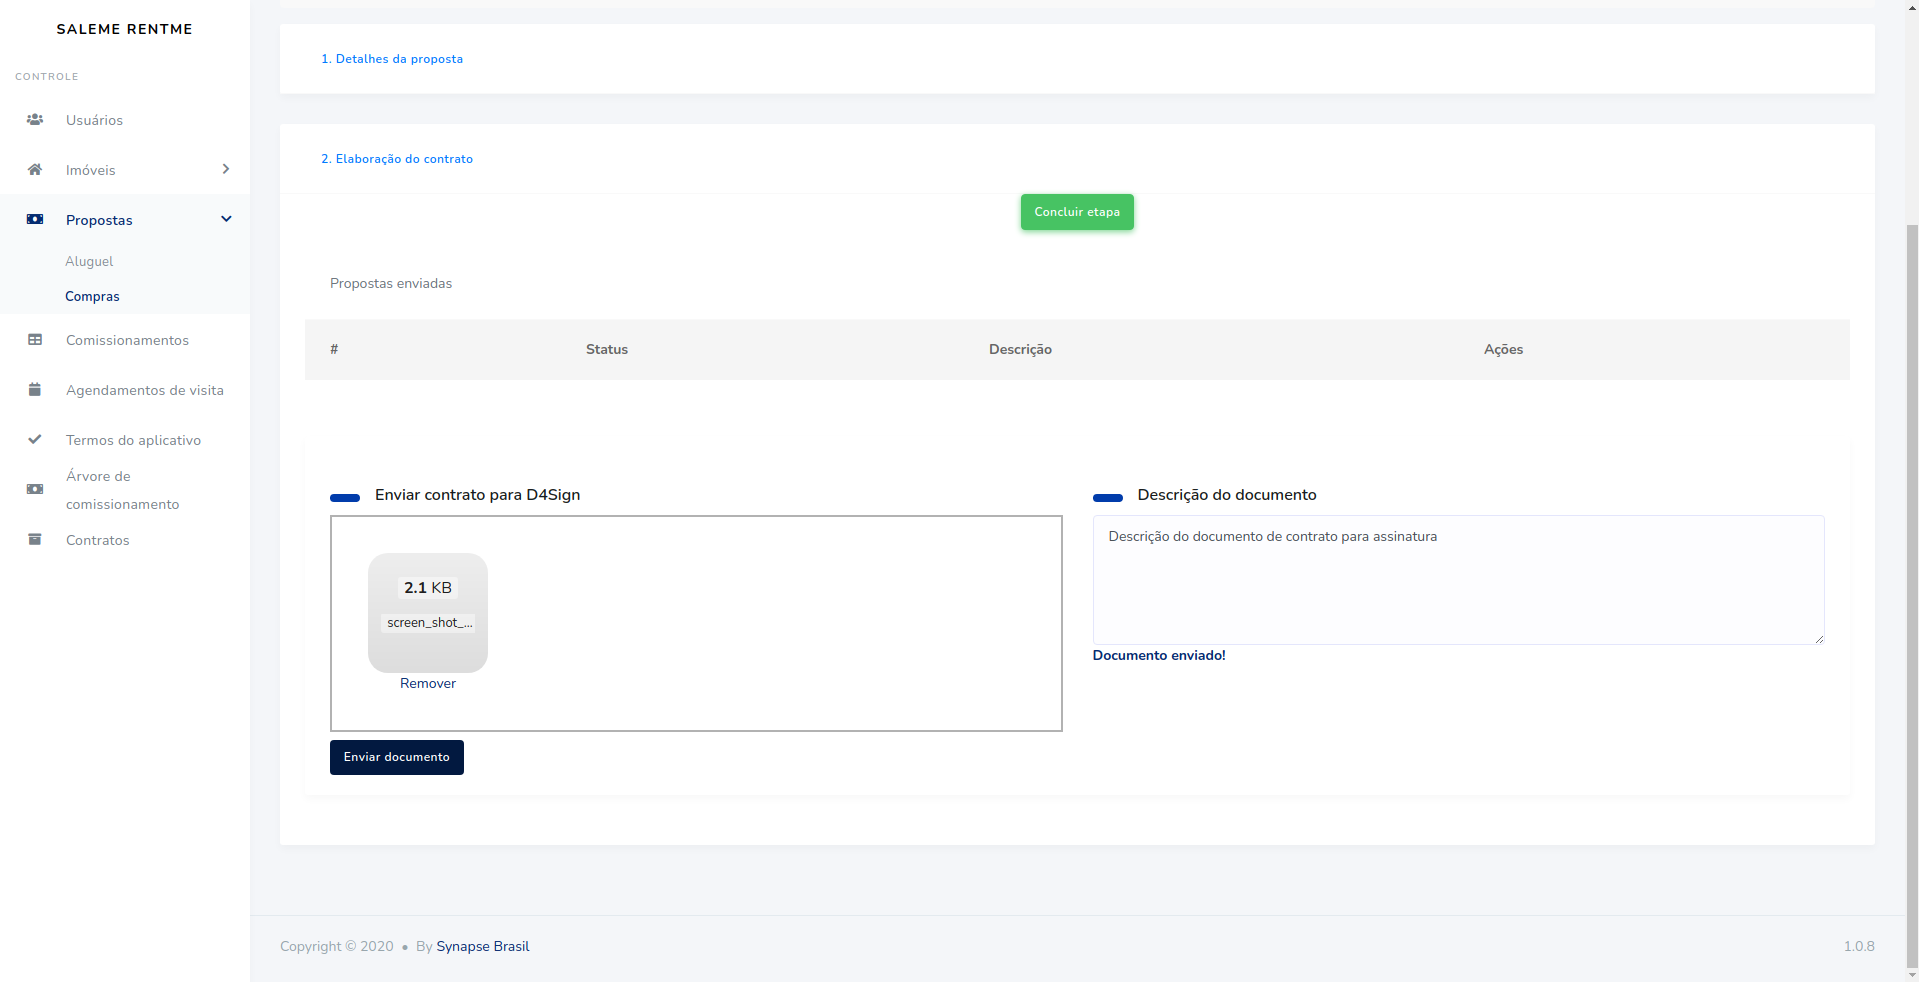 SALEME RENTME
CONTROLE
Usuários
Imóveis
Propostas
Aluguel
Compras
Comissionamentos
Agendamentos de visita
Termos do aplicativo
Árvore de
comissionamento
Contratos
1. Detalhes da proposta
2. Elaboração do contrato
Concluir etapa
Propostas enviadas
# Status Descrição Ações
Enviar contrato para D4Sign
2.1 KB
screen_shot_...
Remover
Enviar documento
Descrição do documento
Descrição do documento de contrato para assinatura
Documento enviado!
Copyright © 2020 • By Synapse Brasil
1.0.8